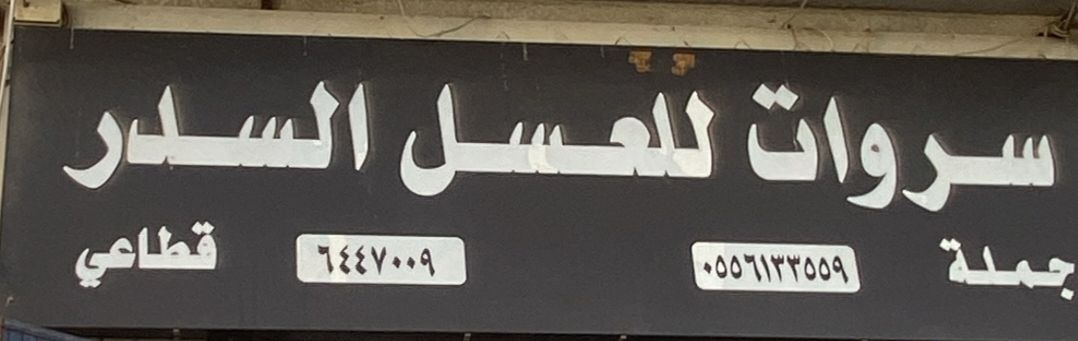 سروات للعسل السدر
جملة ٠٥٥٦١٣٣٥٥٩ ٦٤٤٧٠٠٩ قطاعي